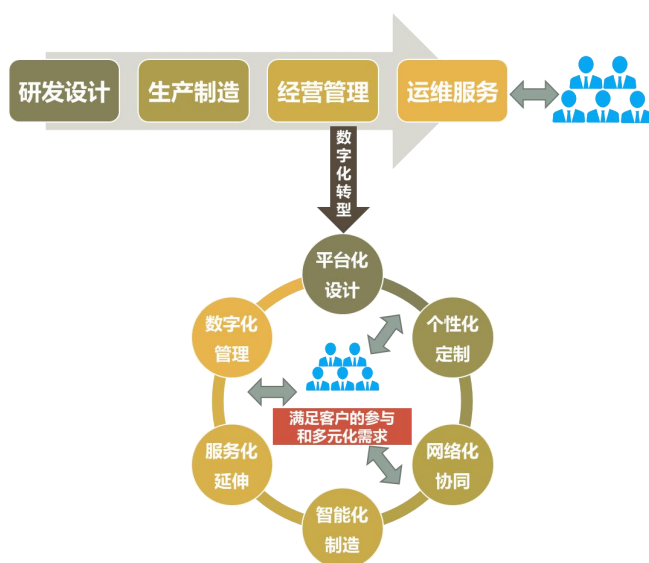 研发设计
生产制造
经营管理
运维服务
数字化转型
平台化
设计
数字化
管理
个性化
定制
满足客户的参与
和多元化需求
服务化
延伸
网络化
协同
智能化
制造